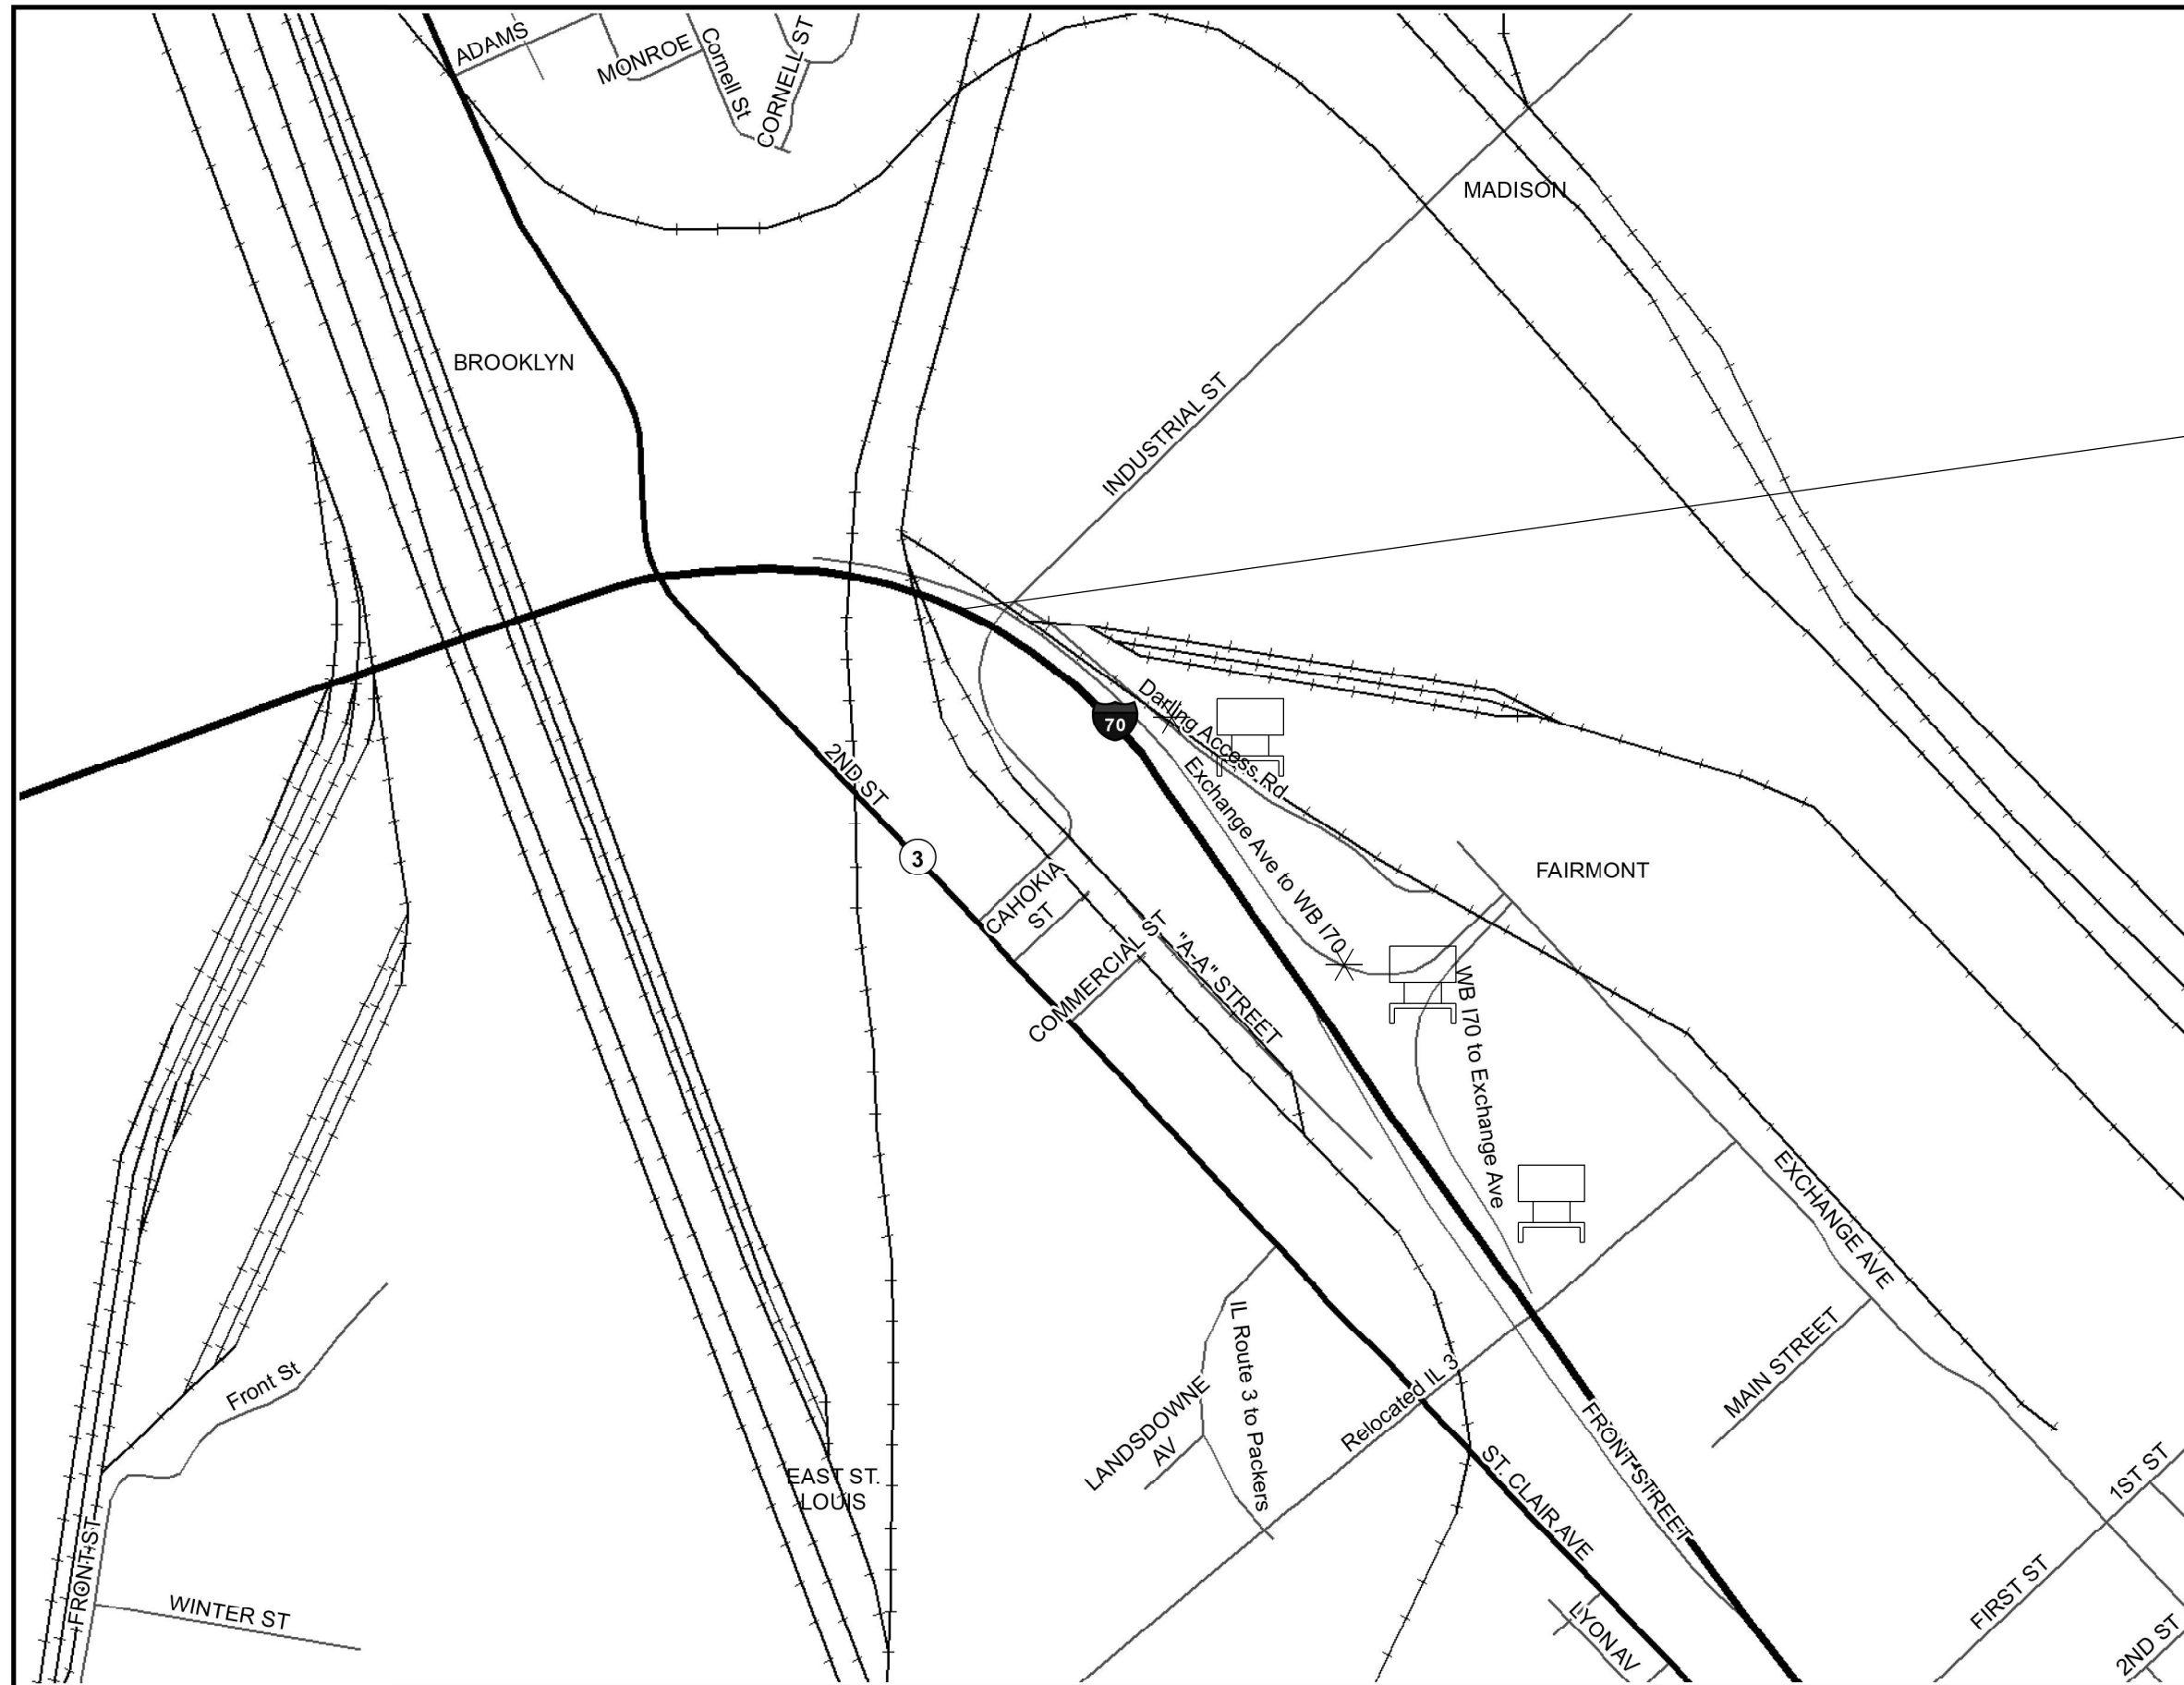 ADAMS
MONROE
Cornell St
CORNELL ST
MADISON
BROOKLYN
INDUSTRIAL ST
70
Darling Access Rd
2ND ST
3
Exchange Ave to WB I70
FAIRMONT
CAHOKIA
ST
COMMERCIAL ST
"A-A" STREET
WB I70 to Exchange Ave
EXCHANGE AVE
IL Route 3 to Packers
MAIN STREET
Front St
LANDSDOWNE
AV
Relocated IL 3
FRONT STREET
ST. CLAIR AVE
EAST ST.
LOUIS
1ST ST
FRONT ST
WINTER ST
FIRST ST
LYON AV
2ND ST